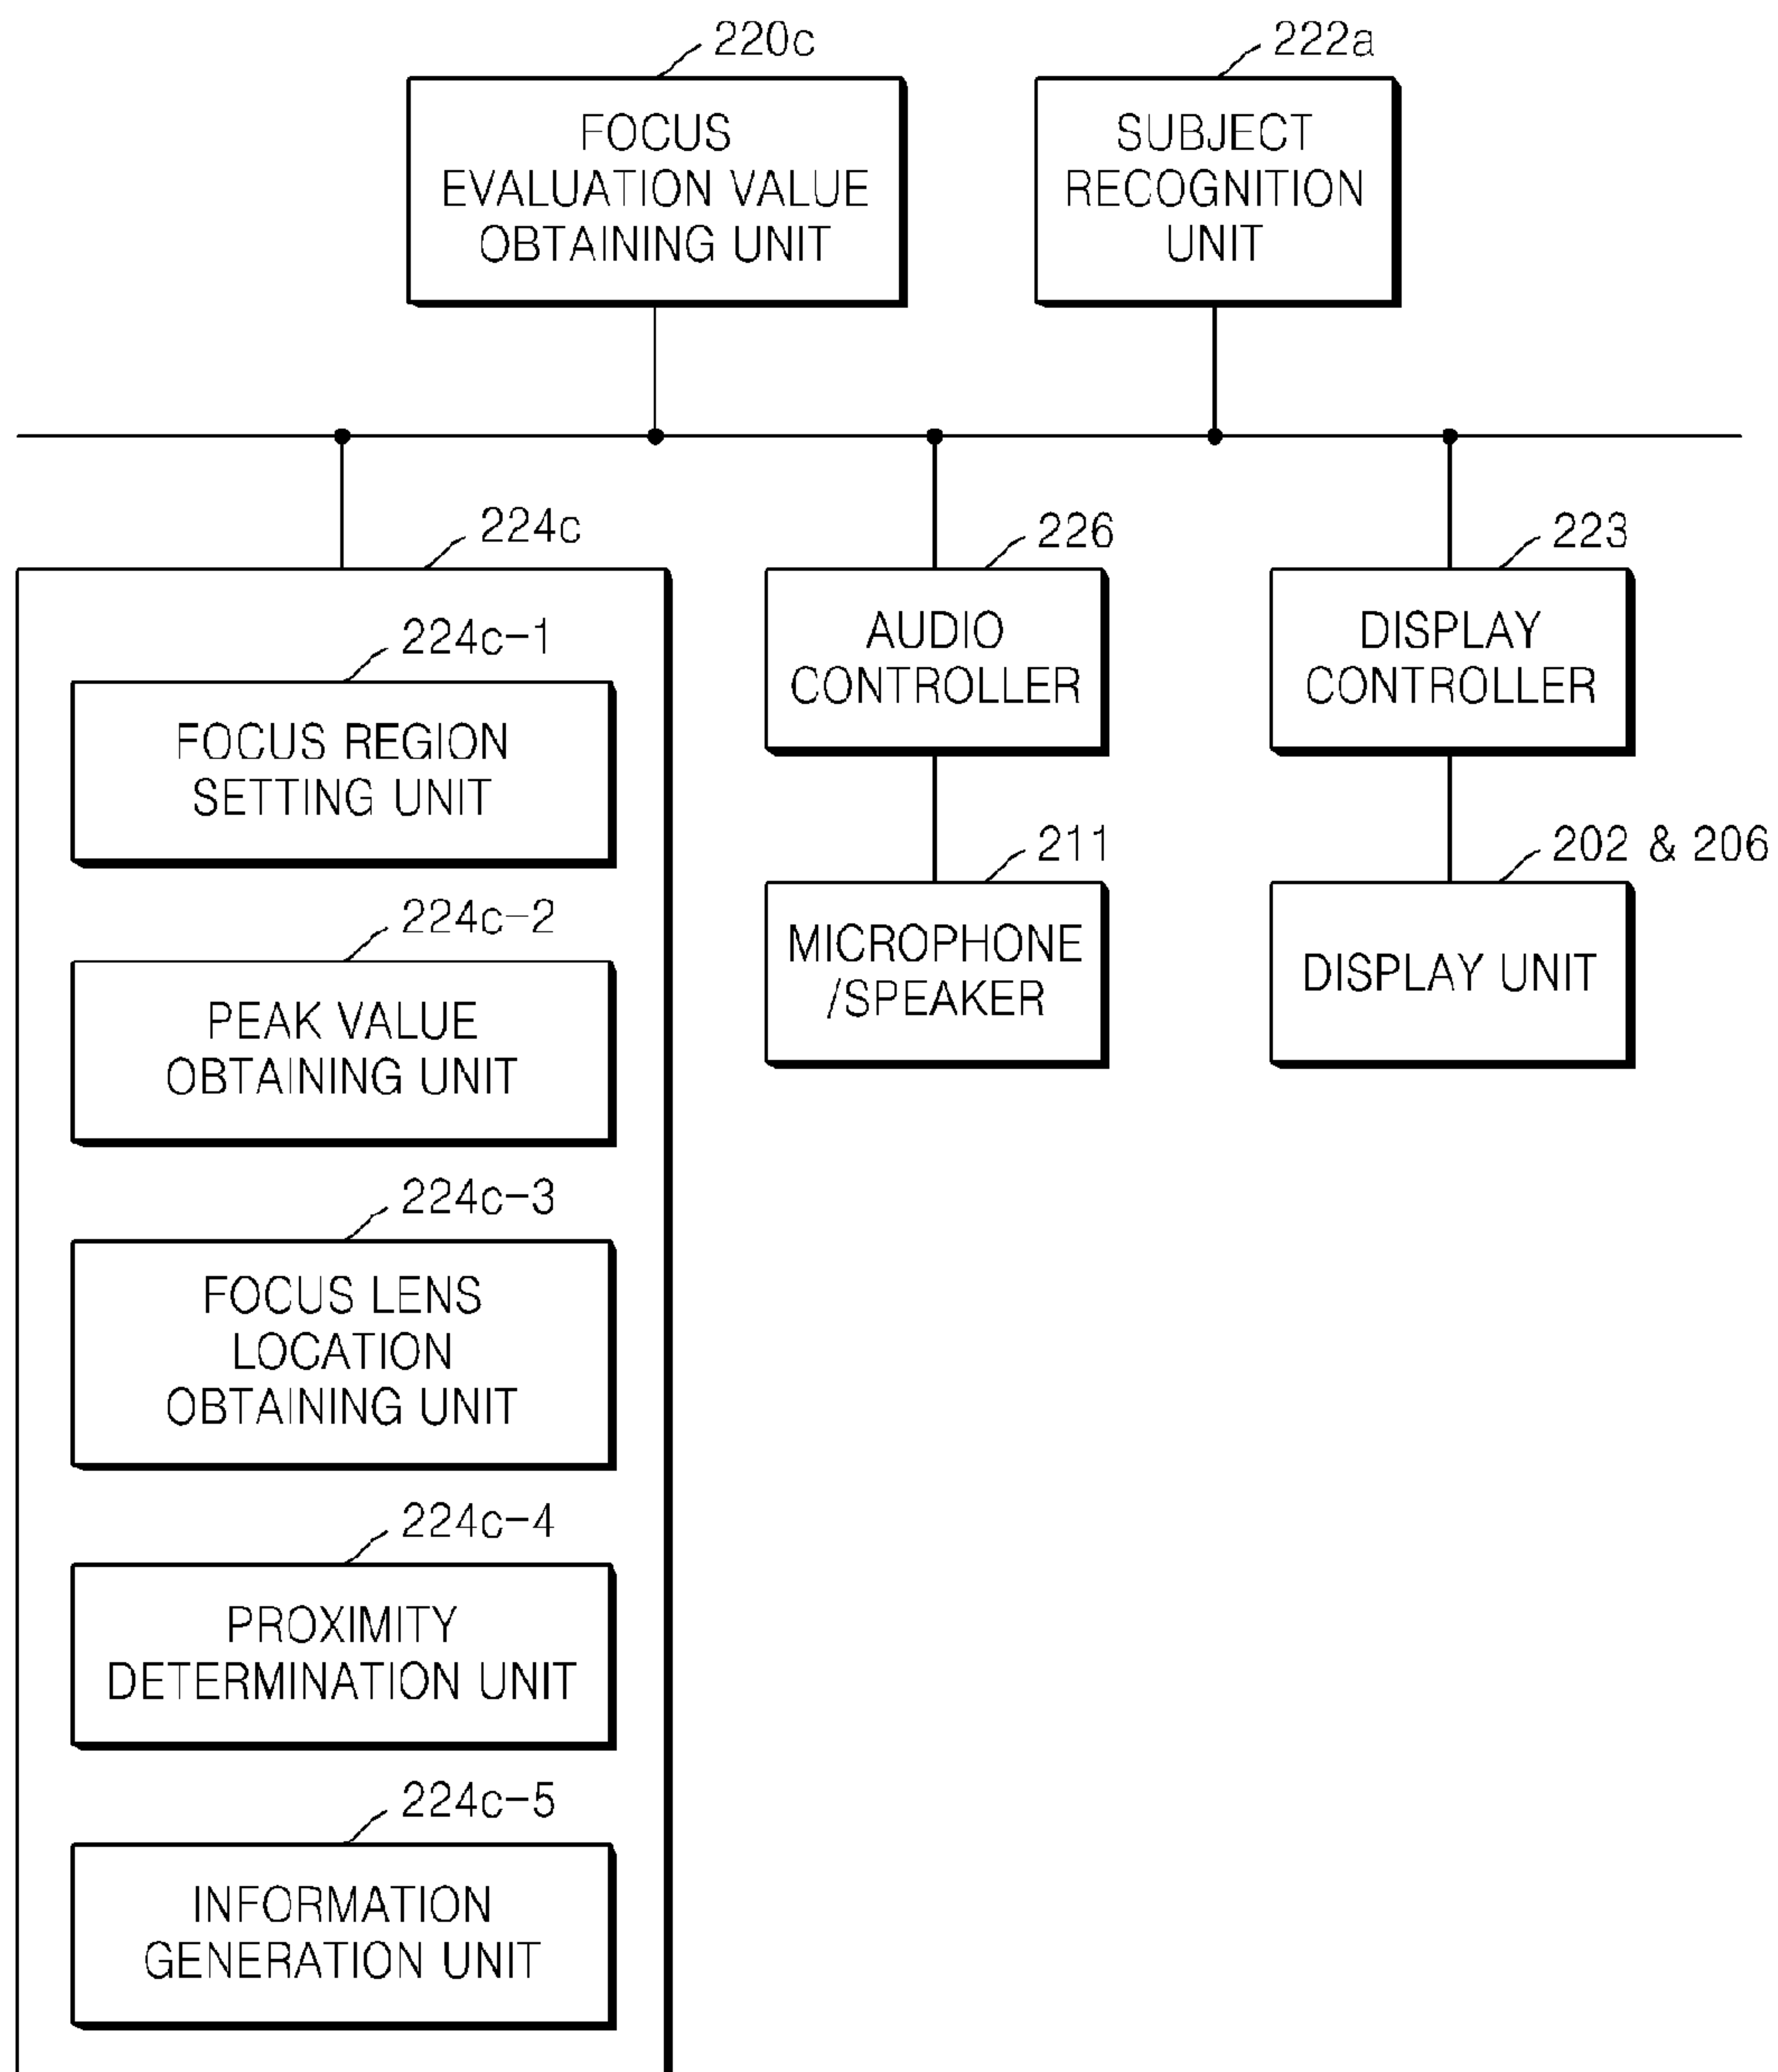 220c
222a
FOCUS
EVALUATION VALUE
OBTAINING UNIT
SUBJECT
RECOGNITION
UNIT
224c
226
223
224c-1
FOCUS REGION
SETTING UNIT
AUDIO
CONTROLLER
DISPLAY
CONTROLLER
224c-2
211
202 & 206
PEAK VALUE
OBTAINING UNIT
MICROPHONE
/SPEAKER
DISPLAY UNIT
224c-3
FOCUS LENS
LOCATION
OBTAINING UNIT
224c-4
PROXIMITY
DETERMINATION UNIT
224c-5
INFORMATION
GENERATION UNIT